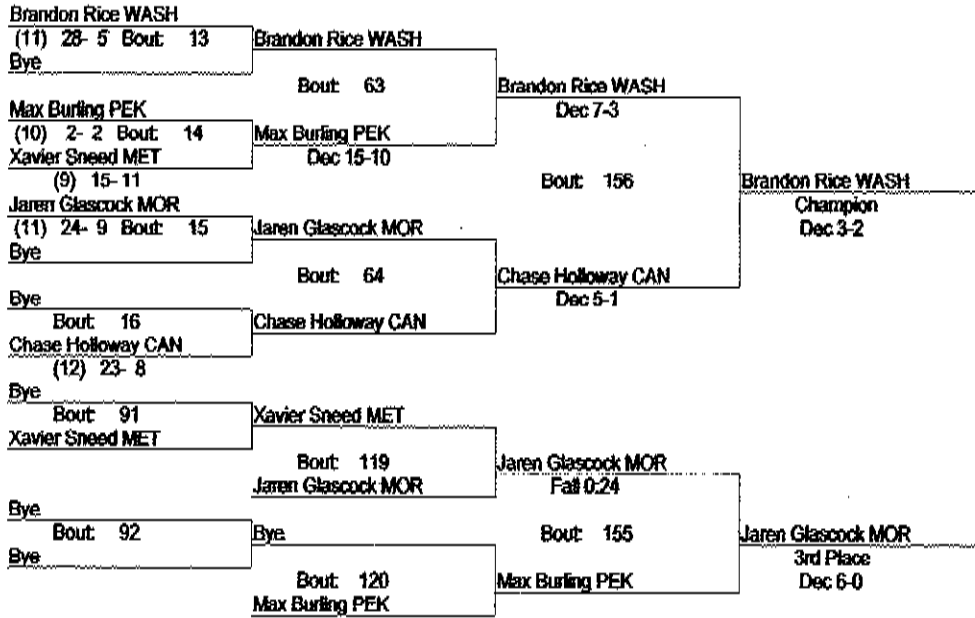 Brandon Rice WASH
(11) 28- 5 Bout: 13
Bye
Brandon Rice WASH
Bout: 63
Max Burling PEK
(10) 2- 2 Bout: 14
Xavier Sneed MET
(9) 15- 11
Max Burling PEK
Dec 15-10
Brandon Rice WASH
Dec 7-3
Bout: 156
Jaren Glascock MOR
(11) 24- 9 Bout: 15
Bye
Jaren Glascock MOR
Bout: 64
Bye
Bout: 16
Chase Holloway CAN
(12) 23- 8
Chase Holloway CAN
Chase Holloway CAN
Dec 5-1
Brandon Rice WASH
Champion
Dec 3-2
Bye
Bout: 91
Xavier Sneed MET
Xavier Sneed MET
Bout: 119
Jaren Glascock MOR
Jaren Glascock MOR
Fall 0:24
Bye
Bout: 92
Bye
Bye
Bout: 120
Max Burling PEK
Bout: 155
Max Burling PEK
Jaren Glascock MOR
3rd Place
Dec 6-0